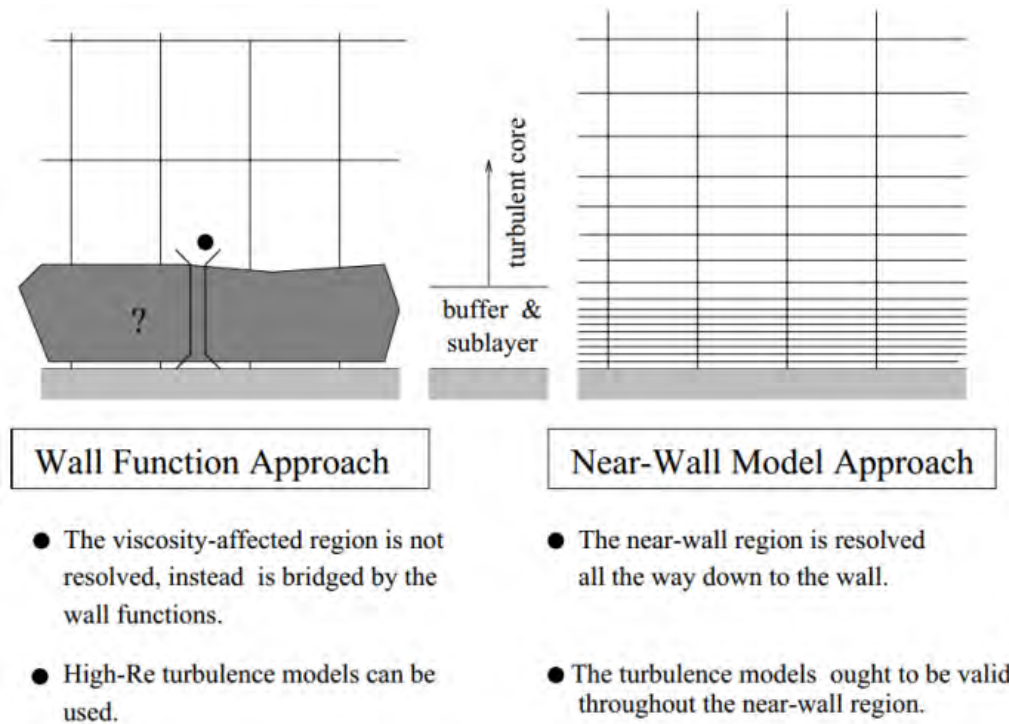 ?
turbulent core
buffer &
sublayer
Wall Function Approach
● The viscosity-affected region is not
resolved, instead is bridged by the
wall functions.
● High-Re turbulence models can be
used.
Near-Wall Model Approach
● The near-wall region is resolved
all the way down to the wall.
● The turbulence models ought to be valid
throughout the near-wall region.